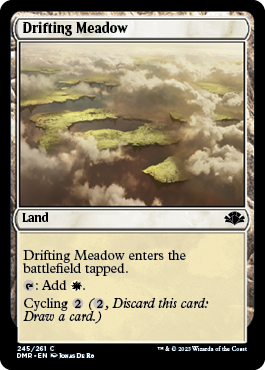 Drifting Meadow
Land
Drifting Meadow enters the
battlefield tapped.
: Add .
Cycling 2 (2, Discard this card:
Draw a card.)
245/261 C
DMR • EN Jonas De Ro
™ & © 2023 Wizards of the Coast